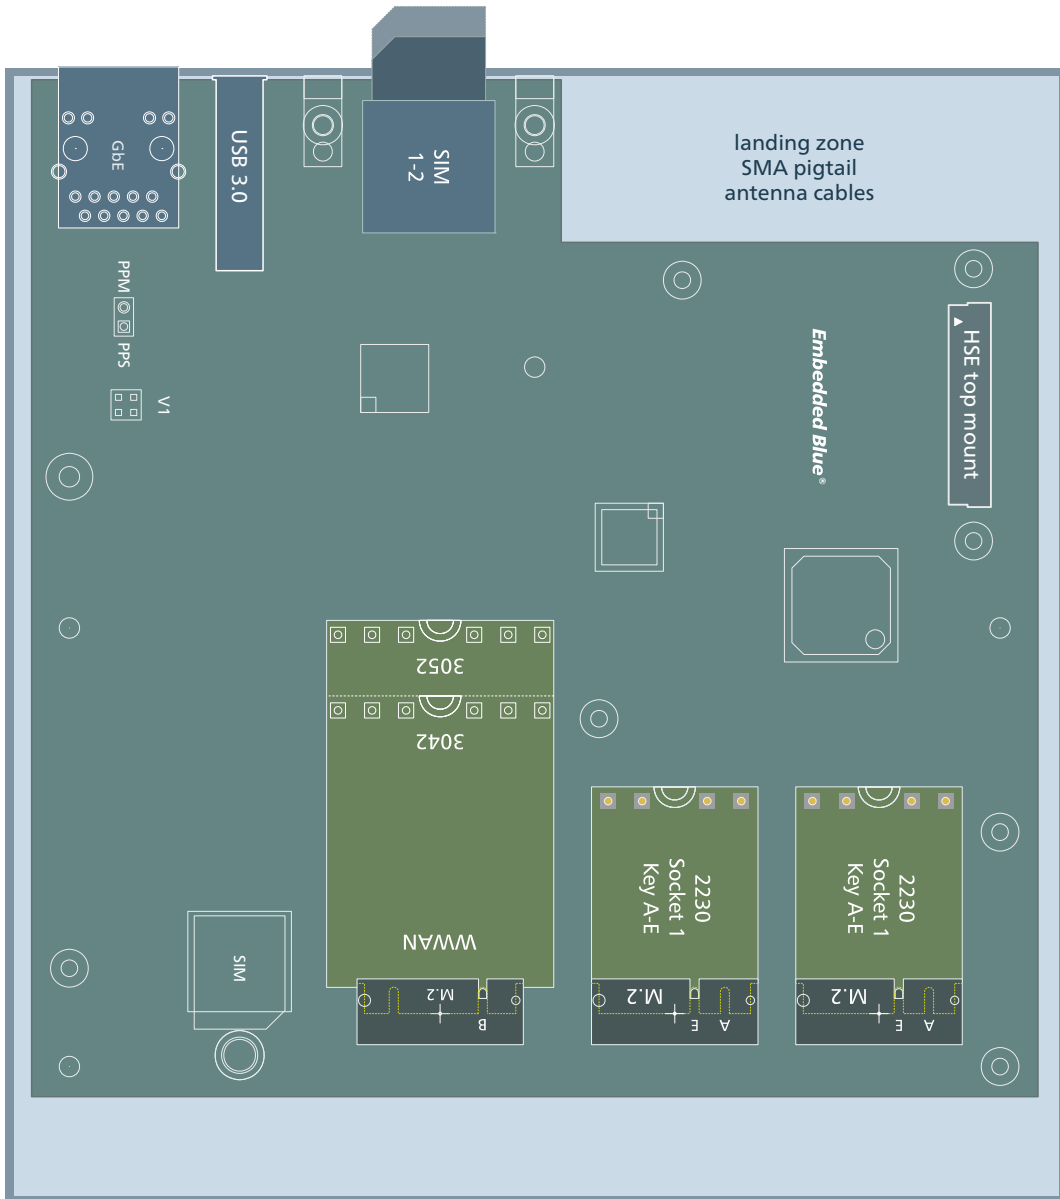 landing zone
SMA pigtail
antenna cables
GbE
USB 3.0
SIM
1-2
PPM
PPS
V1
Embedded Blue®
HSE top mount
3052
3042
WWAN
M.2
B
SIM
2230
Socket 1
Key A-E
M.2
E
A
2230
Socket 1
Key A-E
M.2
E
A